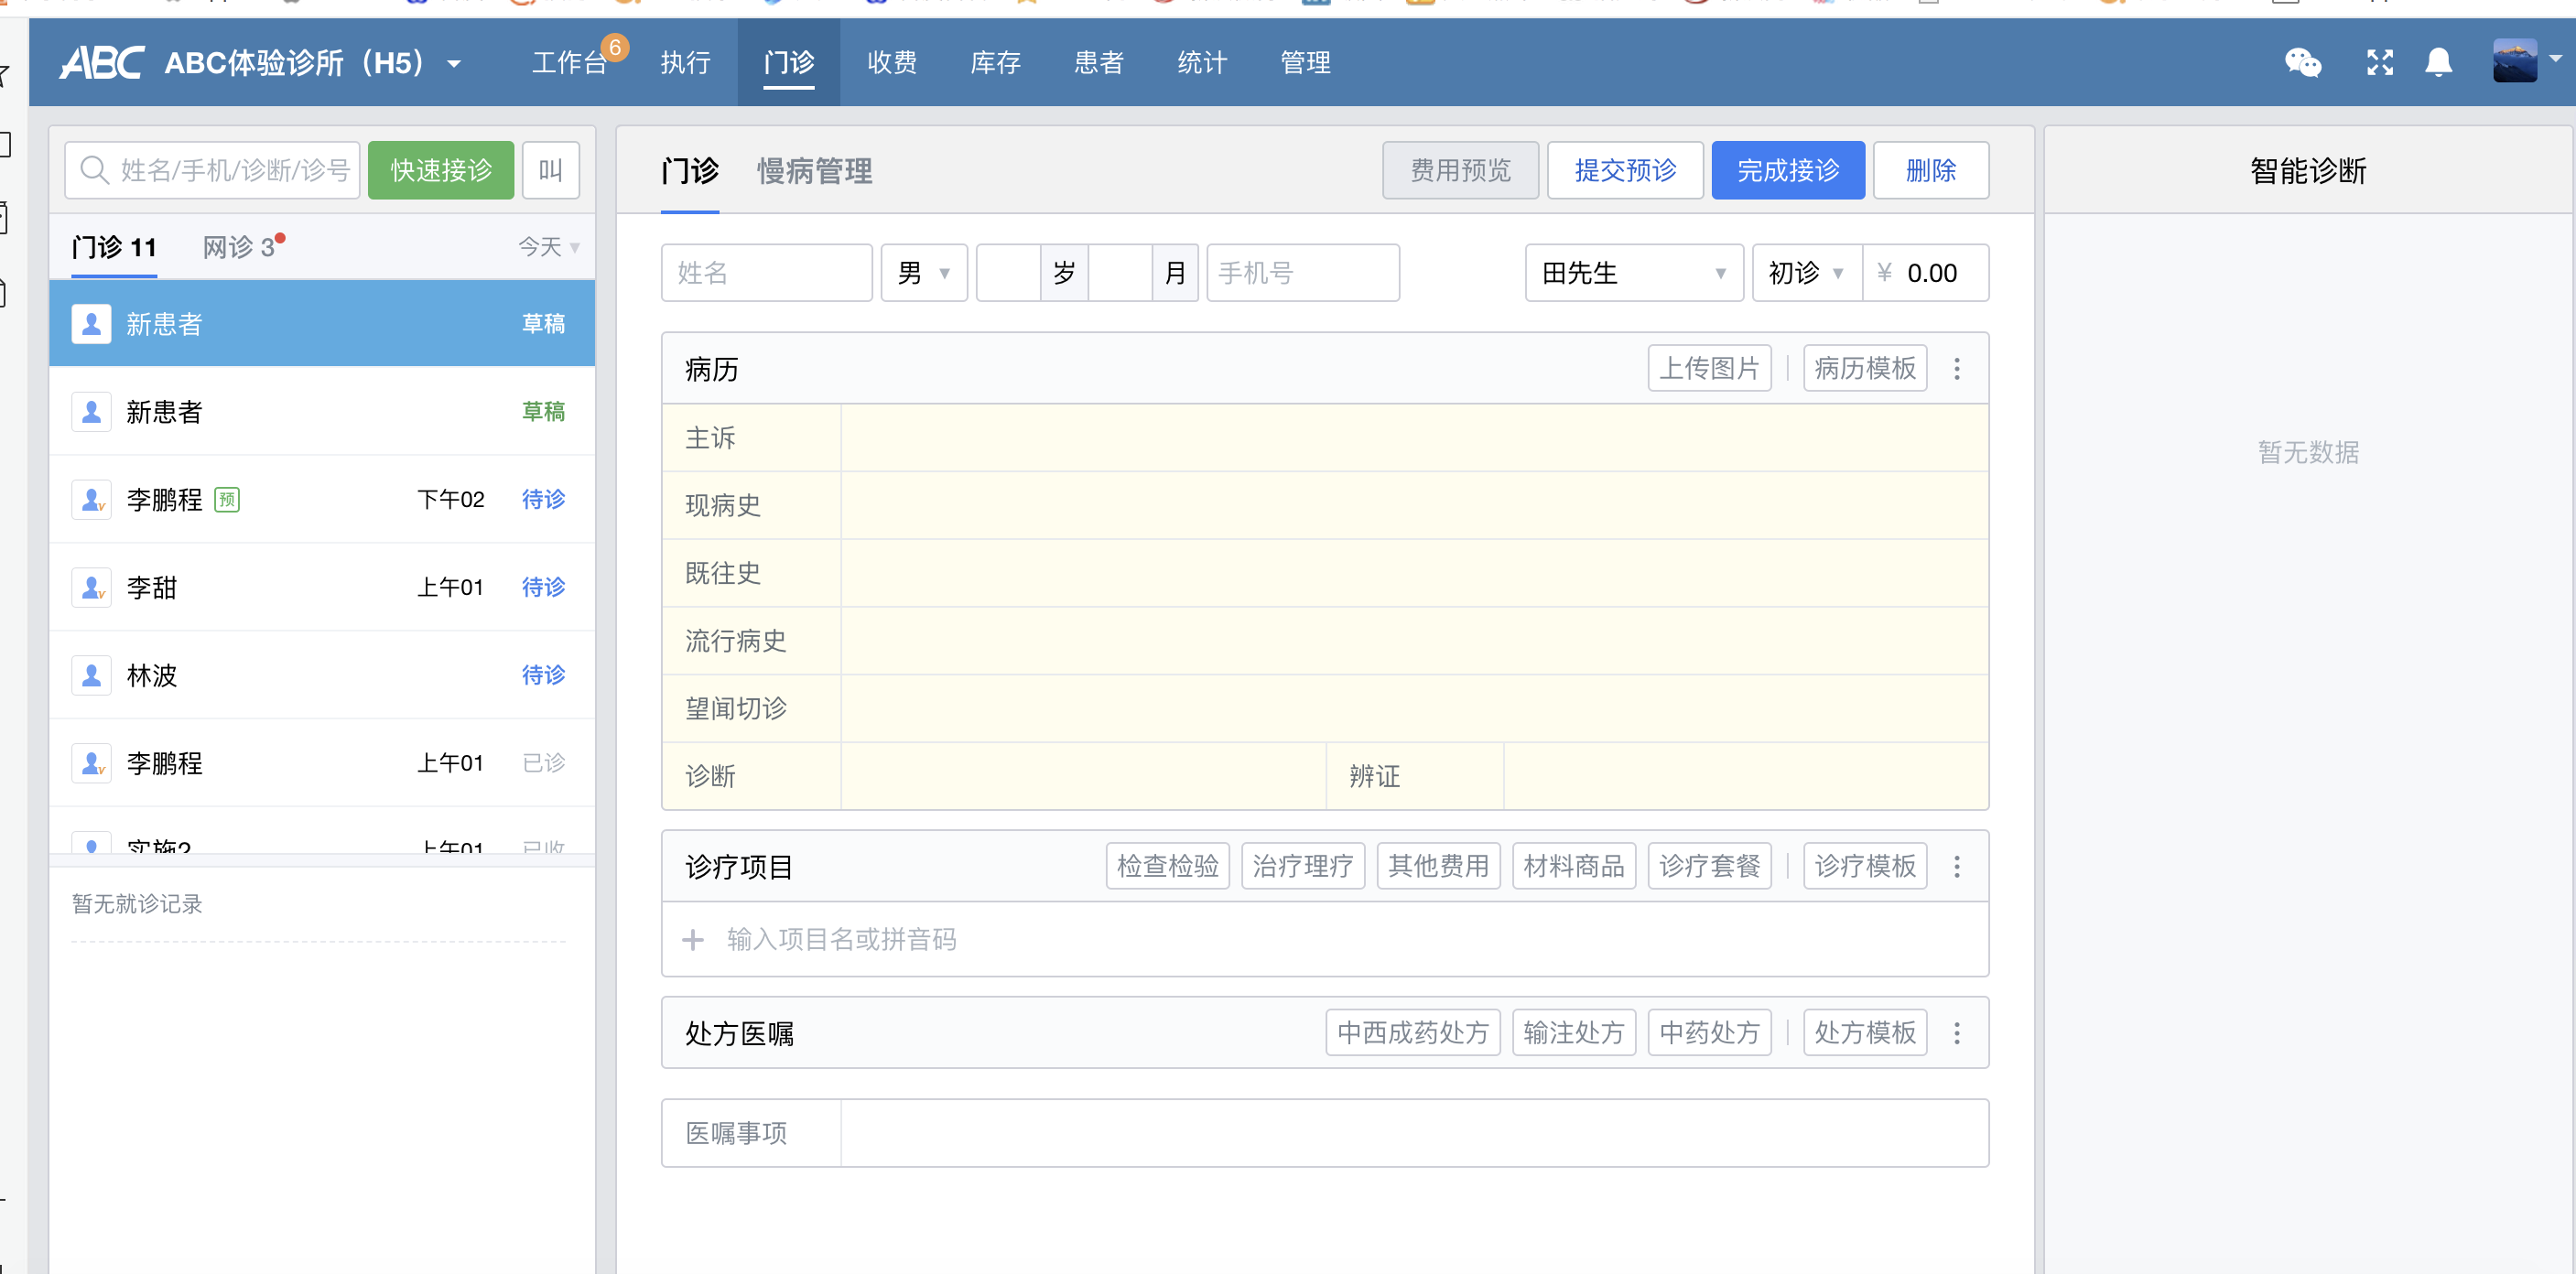 ABC ABC体验诊所（H5） 工作台 6 执行 门诊 收费 库存 患者 统计 管理
姓名/手机/诊断/诊号 快速接诊 叫
门诊 11 网诊 3 今天
新患者 草稿
新患者 草稿
李鹏程 预 下午02 待诊
李甜 上午01 待诊
林波 待诊
李鹏程 上午01 已诊
实施2 上午01 已收
暂无就诊记录
门诊 慢病管理 费用预览 提交预诊 完成接诊 删除
姓名 男 岁 月 手机号 田先生 初诊 ¥ 0.00
病历 上传图片 病历模板
主诉
现病史
既往史
流行病史
望闻切诊
诊断 辨证
诊疗项目 检查检验 治疗理疗 其他费用 材料商品 诊疗套餐 诊疗模板
输入项目名或拼音码
处方医嘱 中西成药处方 输注处方 中药处方 处方模板
医嘱事项
智能诊断
暂无数据